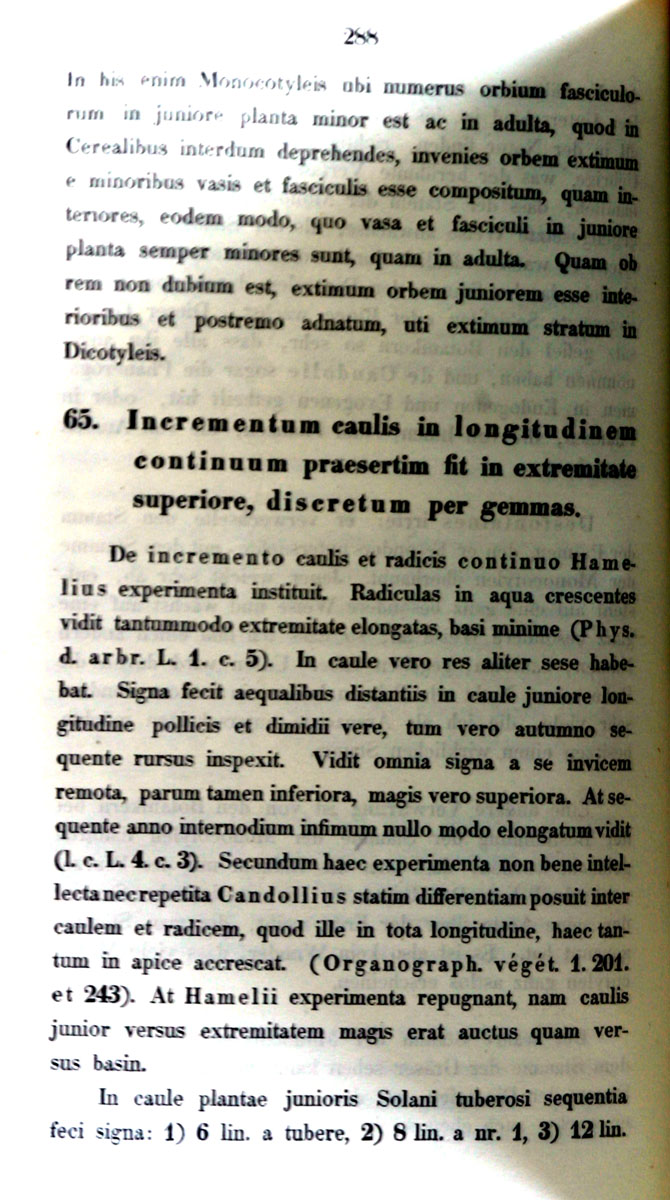 288
In his enim Monocotyleis ubi numerus orbium fasciculo-
rum in juniore planta minor est ac in adulta, quod in
Cerealibus interdum deprehendes, invenies orbem extimum
e minoribus vasis et fasciculis esse compositum, quam in-
teriores, eodem modo, quo vasa et fasciculi in juniore
planta semper minores sunt, quam in adulta. Quam ob
rem non dubium est, extimum orbem juniorem esse inte-
rioribus et postremo adnatum, uti extimum stratum in
Dicotyleis.
65. Incrementum caulis in longitudinem
continuum praesertim fit in extremitate
superiore, discretum per gemmas.
De incremento caulis et radicis continuo Hame-
lius experimenta instituit. Radiculas in aqua crescentes
vidit tantummodo extremitate elongatas, basi minime (Phys.
d. arbr. L. 1. c. 5). In caule vero res aliter sese habe-
bat. Signa fecit aequalibus distantiis in caule juniore lon-
gitudine pollicis et dimidii vere, tum vero autumno se-
quente rursus inspexit. Vidit omnia signa a se invicem
remota, parum tamen inferiora, magis vero superiora. At se-
quente anno internodium infimum nullo modo elongatum vidit
(l. c. L. 4. c. 3). Secundum haec experimenta non bene intel-
lecta nec repetita Candollius statim differentiam posuit inter
caulem et radicem, quod ille in tota longitudine, haec tan-
tum in apice accrescat. (Organograph. végét. 1. 201.
et 243). At Hamelii experimenta repugnant, nam caulis
junior versus extremitatem magis erat auctus quam ver-
sus basin.
In caule plantae junioris Solani tuberosi sequentia
feci signa: 1) 6 lin. a tubere, 2) 8 lin. a nr. 1, 3) 12 lin.